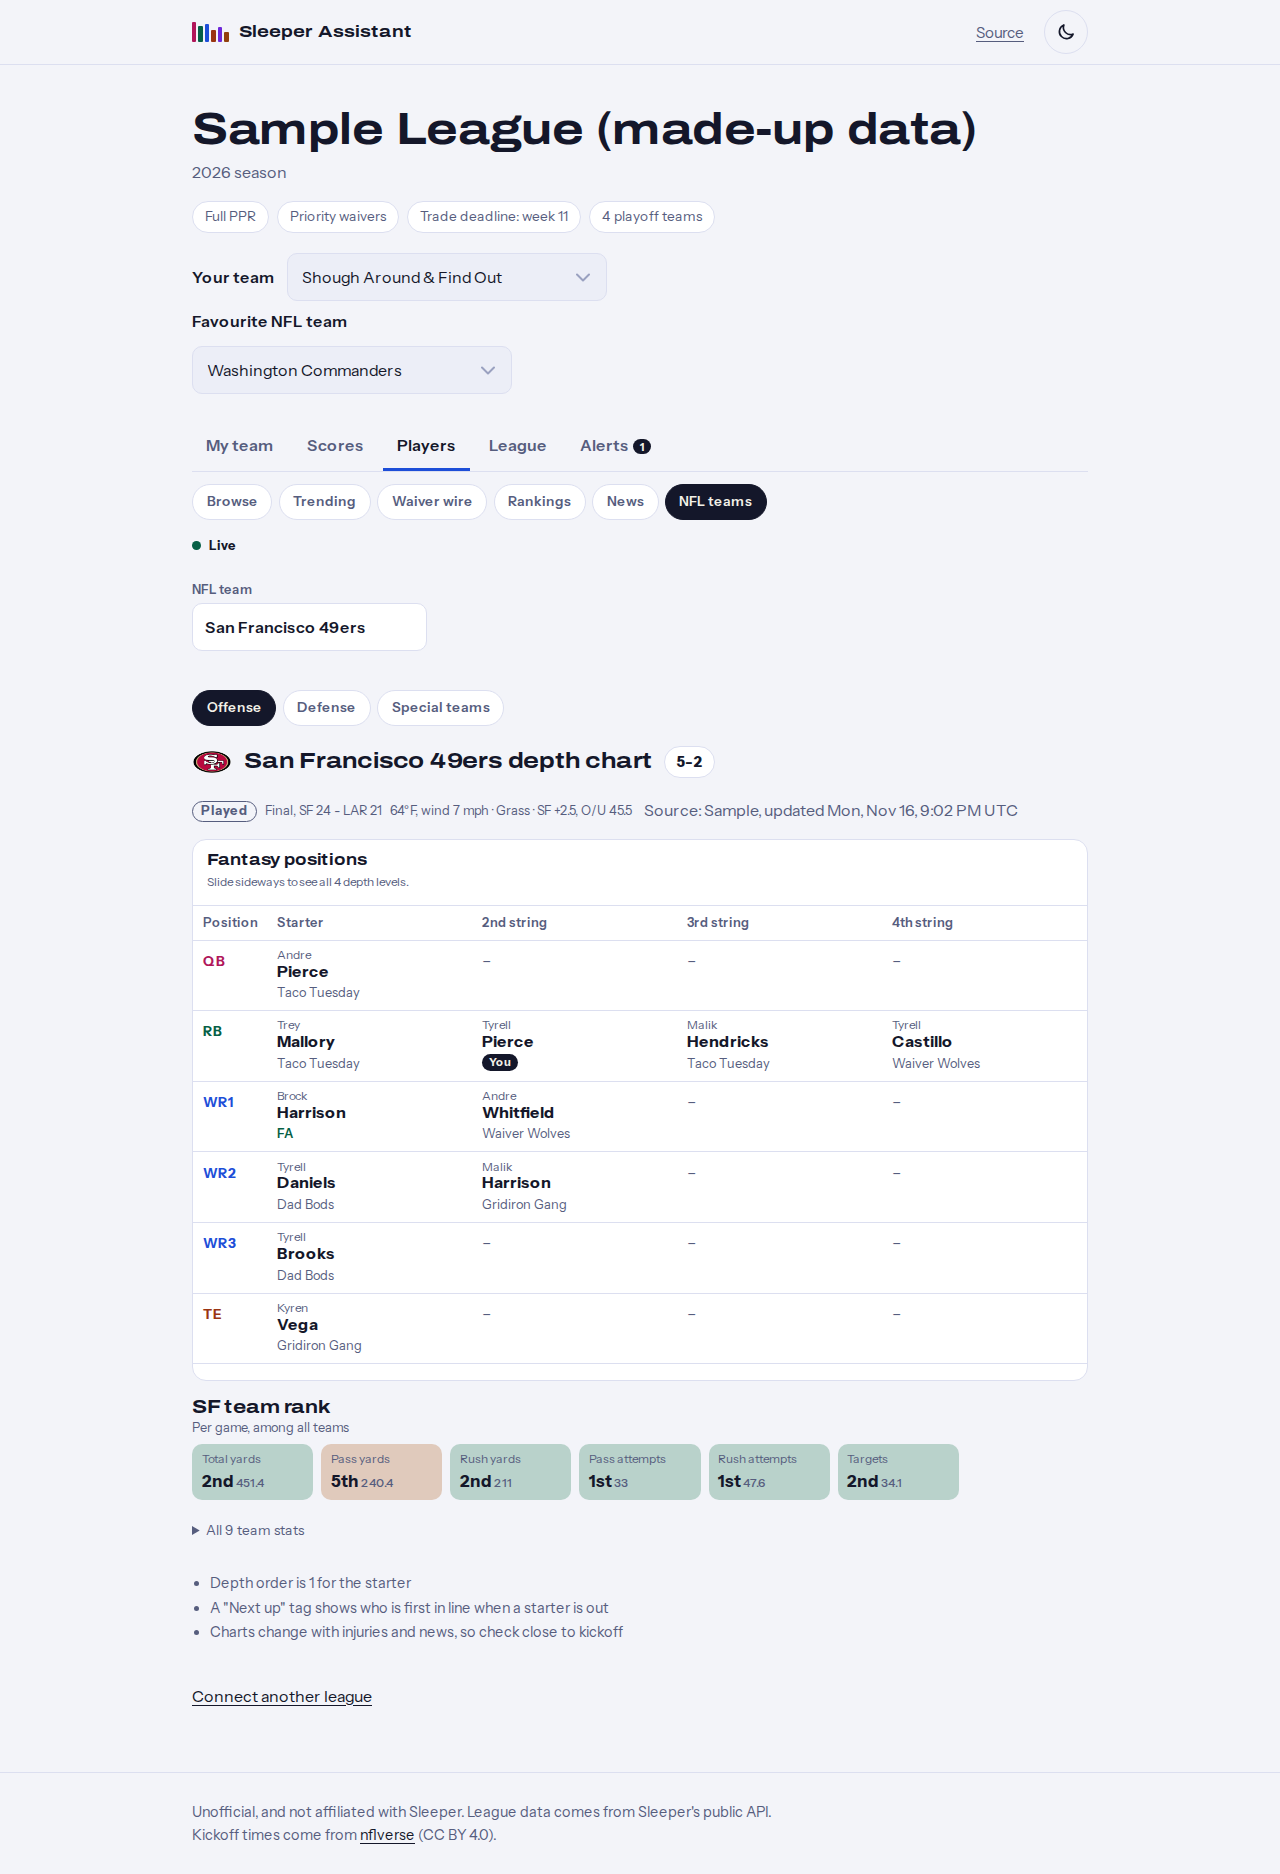 Sleeper Assistant
Source
Sample League (made-up data)
2026 season
Full PPR
Priority waivers
Trade deadline: week 11
4 playoff teams
Your team
Shough Around & Find Out
Favourite NFL team
Washington Commanders
My team
Scores
Players
League
Alerts 1
Browse
Trending
Waiver wire
Rankings
News
NFL teams
Live
NFL team
San Francisco 49ers
Offense
Defense
Special teams
SF
San Francisco 49ers depth chart
5-2
Played
Final, SF 24 - LAR 21
64°F, wind 7 mph · Grass · SF +2.5, O/U 45.5
Source: Sample, updated Mon, Nov 16, 9:02 PM UTC
Fantasy positions
Slide sideways to see all 4 depth levels.
Position Starter 2nd string 3rd string 4th string
QB
Andre
Pierce
Taco Tuesday
–
–
–
RB
Trey
Mallory
Taco Tuesday
Tyrell
Pierce
You
Malik
Hendricks
Taco Tuesday
Tyrell
Castillo
Waiver Wolves
WR1
Brock
Harrison
FA
Andre
Whitfield
Waiver Wolves
–
–
WR2
Tyrell
Daniels
Dad Bods
Malik
Harrison
Gridiron Gang
–
–
WR3
Tyrell
Brooks
Dad Bods
–
–
–
TE
Kyren
Vega
Gridiron Gang
–
–
–
SF team rank
Per game, among all teams
Total yards
2nd 451.4
Pass yards
5th 240.4
Rush yards
2nd 211
Pass attempts
1st 33
Rush attempts
1st 47.6
Targets
2nd 34.1
All 9 team stats
• Depth order is 1 for the starter
• A "Next up" tag shows who is first in line when a starter is out
• Charts change with injuries and news, so check close to kickoff
Connect another league
Unofficial, and not affiliated with Sleeper. League data comes from Sleeper's public API.
Kickoff times come from nflverse (CC BY 4.0).